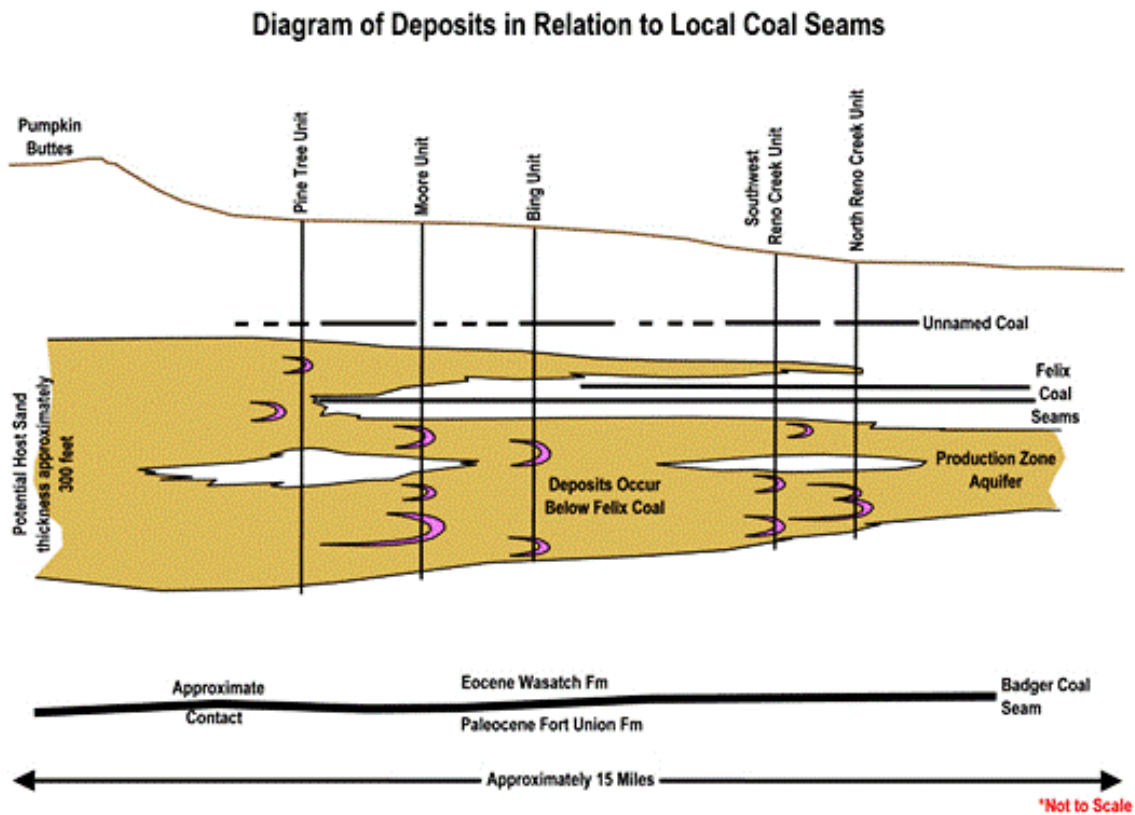 Diagram of Deposits in Relation to Local Coal Seams
Pumpkin
Buttes
Pine Tree Unit
Moore Unit
Bing Unit
Southwest
Reno Creek Unit
North Reno Creek Unit
Unnamed Coal
Felix
Coal
Seams
Potential Host Sand
thickness approximately
300 feet
Deposits Occur
Below Felix Coal
Production Zone
Aquifer
Approximate
Contact
Eocene Wasatch Fm
Paleocene Fort Union Fm
Badger Coal
Seam
Approximately 15 Miles
*Not to Scale